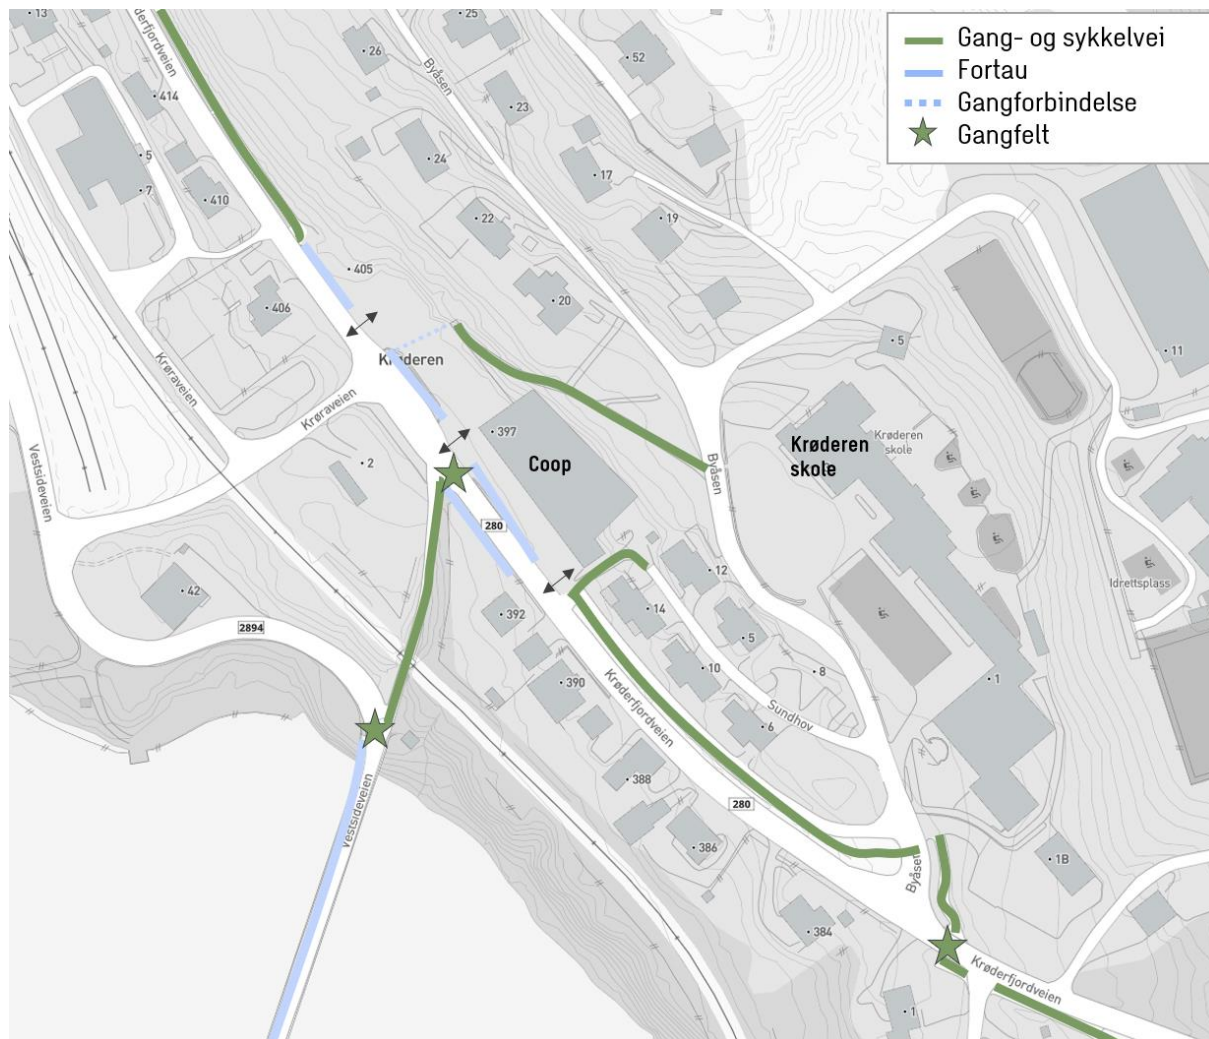 Gang- og sykkelvei
Fortau
Gangforbindelse
Gangfelt
13
25
derfjordveien
26
52
Byåsen
414
23
5
24
17
7
410
22
19
405
406
20
5
11
Krøderen
Krøraveien
Krøraveien
397
Coop
Krøderen
skole
Krøderen
skole
2
Byåsen
Vestsideveien
280
Idrettsplass
12
42
14
392
5
2894
10
8
1
390
Krøderfjordveien
Sundhov
6
388
280
Vestsideveien
386
1B
Byåsen
384
Krøderfjordveien
1